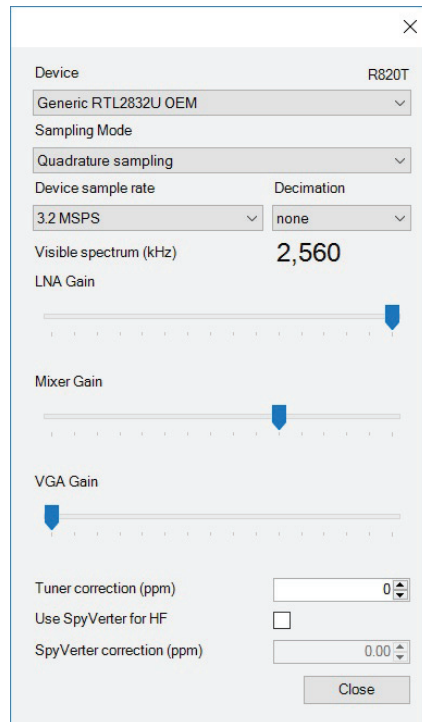 Device R820T
Generic RTL2832U OEM
Sampling Mode
Quadrature sampling
Device sample rate Decimation
3.2 MSPS none
Visible spectrum (kHz) 2,560
LNA Gain
Mixer Gain
VGA Gain
Tuner correction (ppm) 0
Use SpyVerter for HF
SpyVerter correction (ppm) 0.00
Close